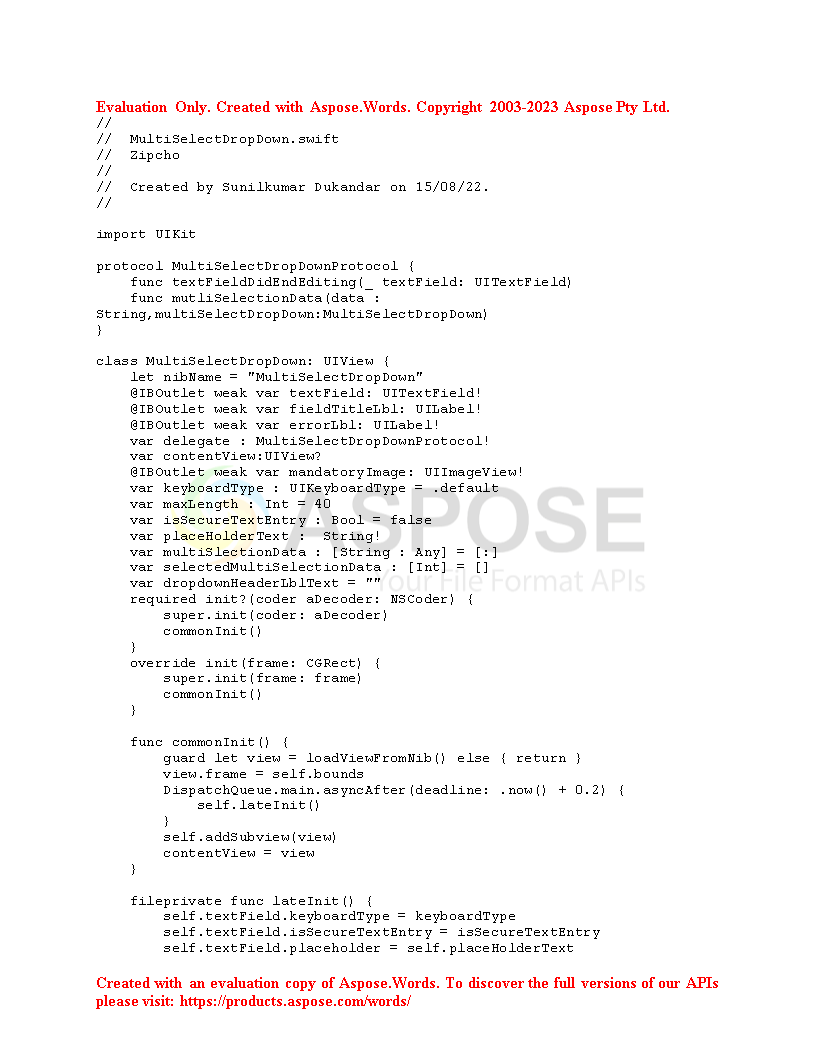 Evaluation Only. Created with Aspose.Words. Copyright 2003-2023 Aspose Pty Ltd.
//
//  MultiSelectDropDown.swift
//  Zipcho
//
//  Created by Sunilkumar Dukandar on 15/08/22.
//
import UIKit
protocol MultiSelectDropDownProtocol {
    func textFieldDidEndEditing(_ textField: UITextField)
    func mutliSelectionData(data :
String,multiSelectDropDown:MultiSelectDropDown)
}
class MultiSelectDropDown: UIView {
    let nibName = "MultiSelectDropDown"
    @IBOutlet weak var textField: UITextField!
    @IBOutlet weak var fieldTitleLbl: UILabel!
    @IBOutlet weak var errorLbl: UILabel!
    var delegate : MultiSelectDropDownProtocol!
    var contentView:UIView?
    @IBOutlet weak var mandatoryImage: UIImageView!
    var keyboardType : UIKeyboardType = .default
    var maxLength : Int = 40
    var isSecureTextEntry : Bool = false
    var placeHolderText :  String!
    var multiSlectionData : [String : Any] = [:]
    var selectedMultiSelectionData : [Int] = []
    var dropdownHeaderLblText = ""
    required init?(coder aDecoder: NSCoder) {
        super.init(coder: aDecoder)
        commonInit()
    }
    override init(frame: CGRect) {
        super.init(frame: frame)
        commonInit()
    }
    func commonInit() {
        guard let view = loadViewFromNib() else { return }
        view.frame = self.bounds
        DispatchQueue.main.asyncAfter(deadline: .now() + 0.2) {
            self.lateInit()
        }
        self.addSubview(view)
        contentView = view
    }
    fileprivate func lateInit() {
        self.textField.keyboardType = keyboardType
        self.textField.isSecureTextEntry = isSecureTextEntry
        self.textField.placeholder = self.placeHolderText
ASPOSE
Your File Format APIs
Created with an evaluation copy of Aspose.Words. To discover the full versions of our APIs
please visit: https://products.aspose.com/words/